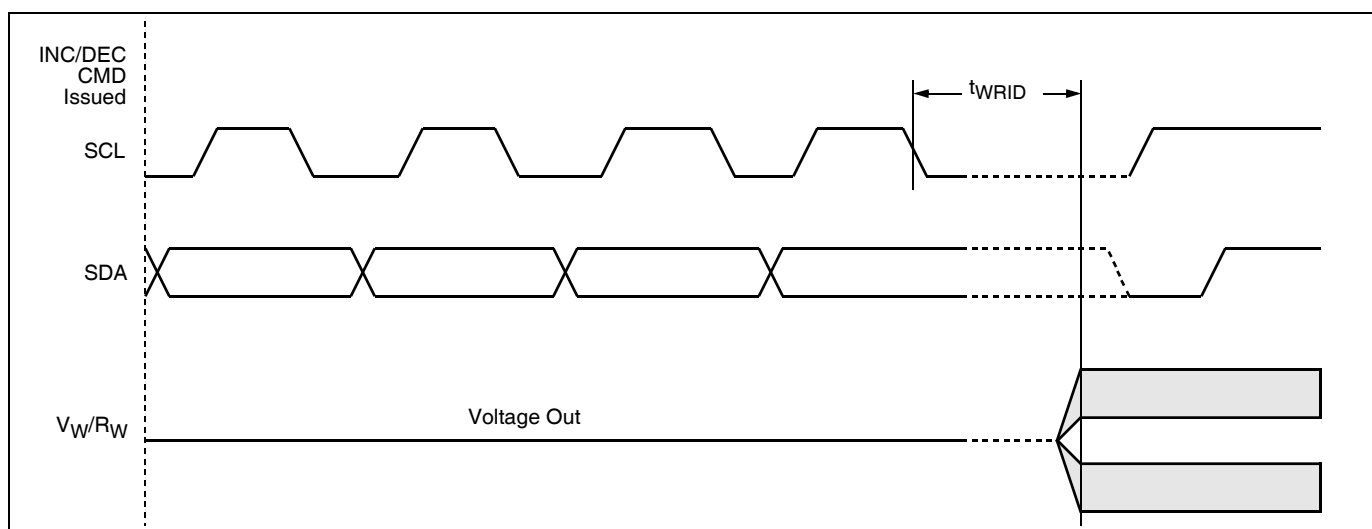 INC/DEC
CMD
Issued
tWRID
SCL
SDA
Voltage Out
VW/RW